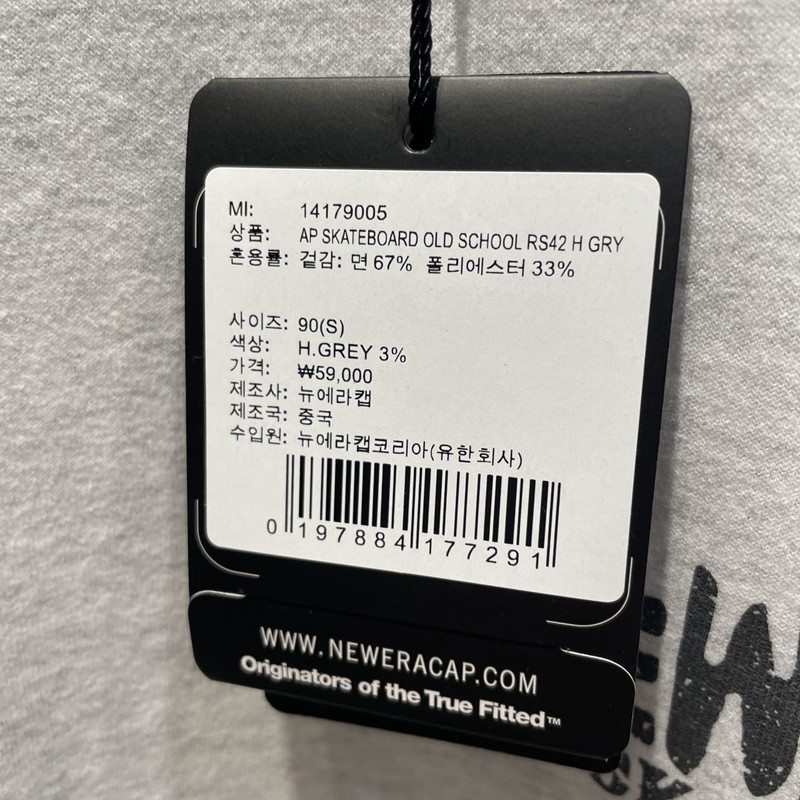 MI: 14179005
상품: AP SKATEBOARD OLD SCHOOL RS42 H GRY
혼용률: 겉감: 면 67% 폴리에스터 33%
사이즈: 90(S)
색상: H.GREY 3%
가격: ₩59,000
제조사: 뉴에라캡
제조국: 중국
수입원: 뉴에라캡코리아(유한회사)
0 197884 177291
WWW.NEWERACAP.COM
Originators of the True Fitted™